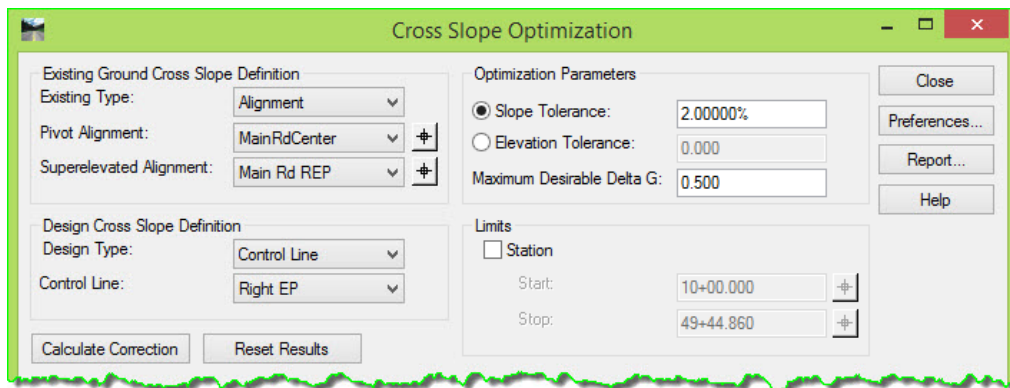 Cross Slope Optimization
Existing Ground Cross Slope Definition
Existing Type: Alignment
Pivot Alignment: MainRdCenter
Superelevated Alignment: Main Rd REP
Design Cross Slope Definition
Design Type: Control Line
Control Line: Right EP
Calculate Correction Reset Results
Optimization Parameters
Slope Tolerance: 2.00000%
Elevation Tolerance: 0.000
Maximum Desirable Delta G: 0.500
Limits
Station
Start: 10+00.000
Stop: 49+44.860
Close
Preferences...
Report...
Help